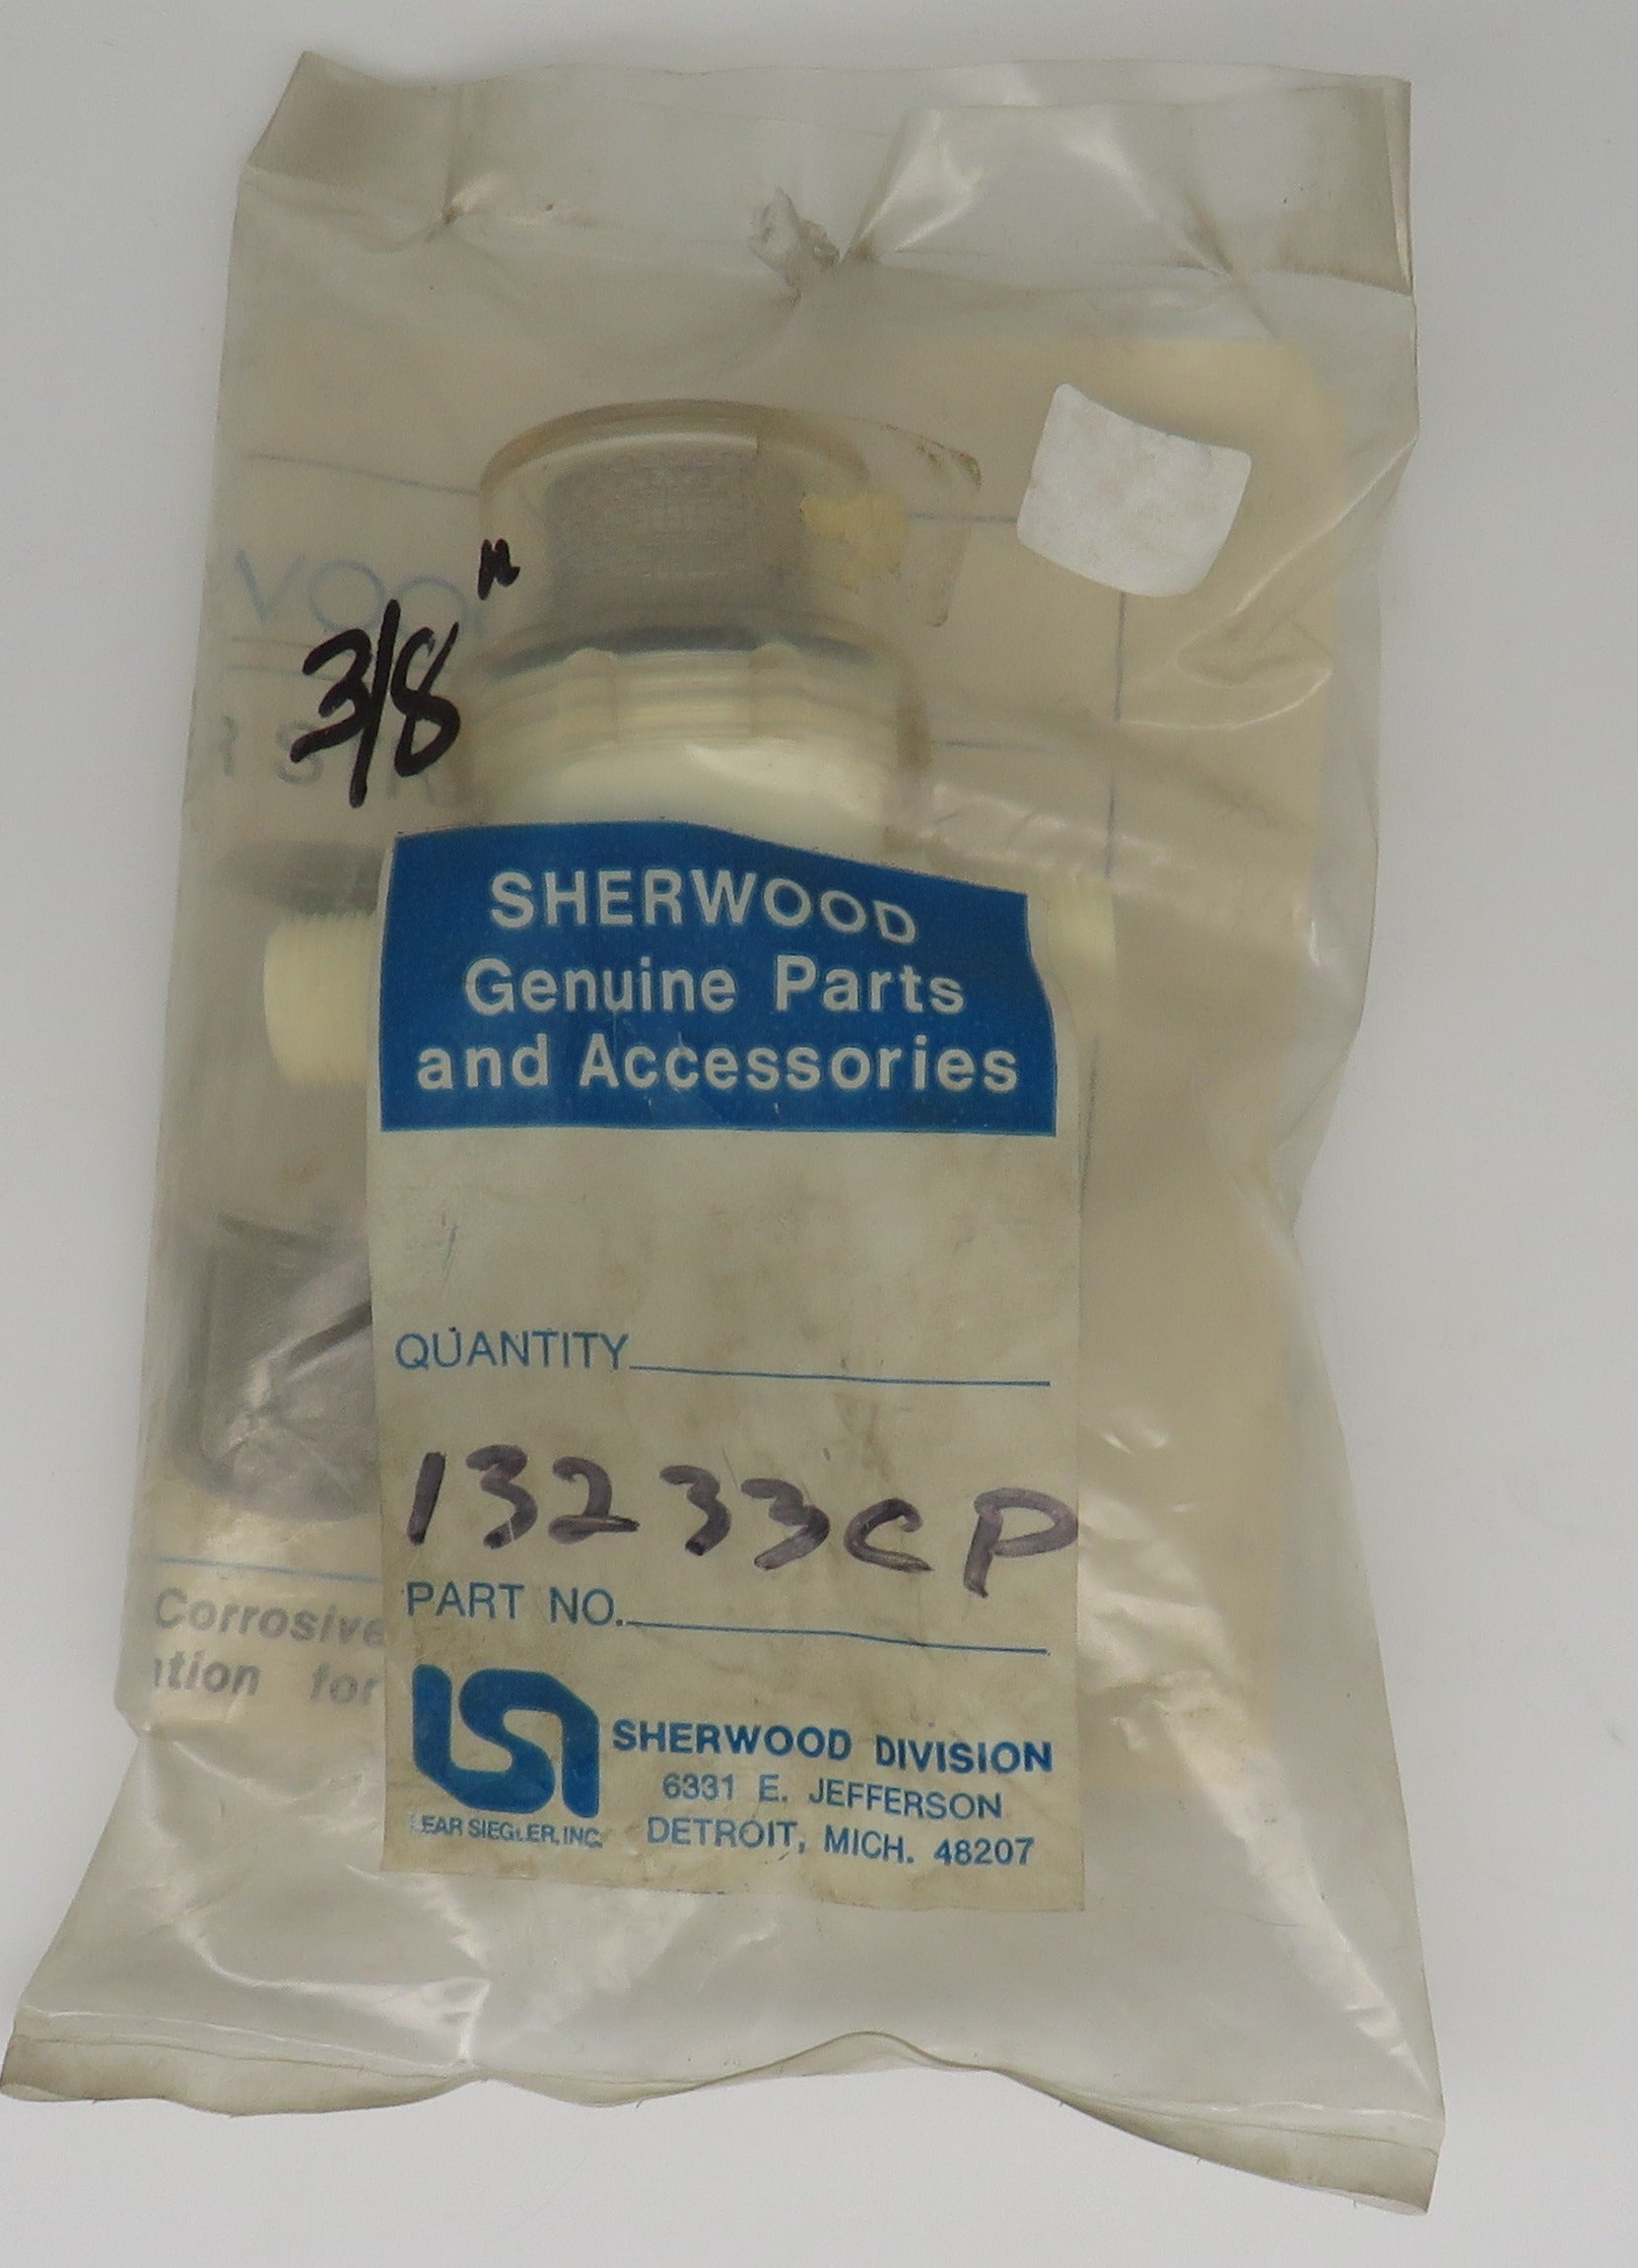 3/8"
SHERWOOD
Genuine Parts
and Accessories
QUANTITY
13233CP
PART NO.
Corrosive
for
LSI
SHERWOOD DIVISION
6331 E. JEFFERSON
LEAR SIEGLER, INC.
DETROIT, MICH. 48207